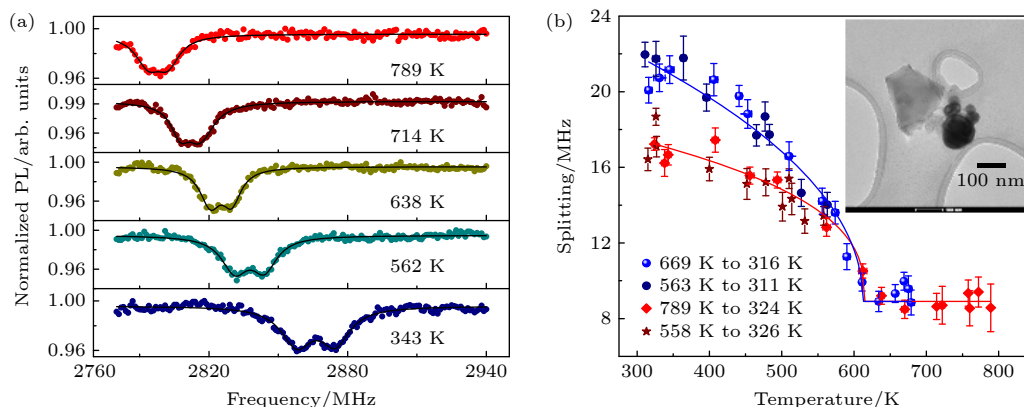 (a)
1.00
0.96
789 K
0.99
0.96
714 K
1.00
0.96
638 K
1.00
0.96
562 K
1.00
0.96
343 K
2760 2820 2880 2940
Frequency/MHz
Normalized PL/arb. units
(b)
22
20
16
12
8
Splitting/MHz
100 nm
669 K to 316 K
563 K to 311 K
789 K to 324 K
558 K to 326 K
300 400 500 600 700 800
Temperature/K